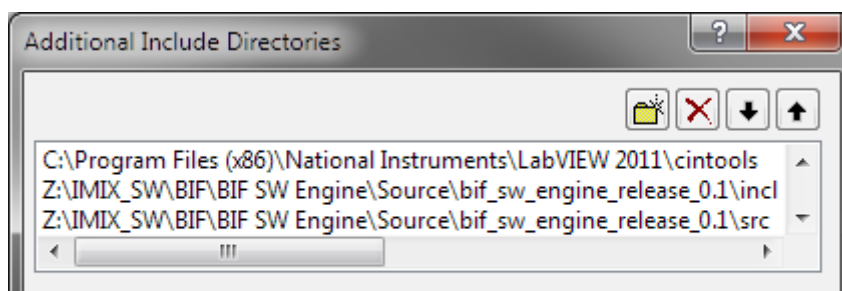 Additional Include Directories
C:\Program Files (x86)\National Instruments\LabVIEW 2011\cintools
Z:\IMIX_SW\BIF\BIF SW Engine\Source\bif_sw_engine_release_0.1\incl
Z:\IMIX_SW\BIF\BIF SW Engine\Source\bif_sw_engine_release_0.1\src